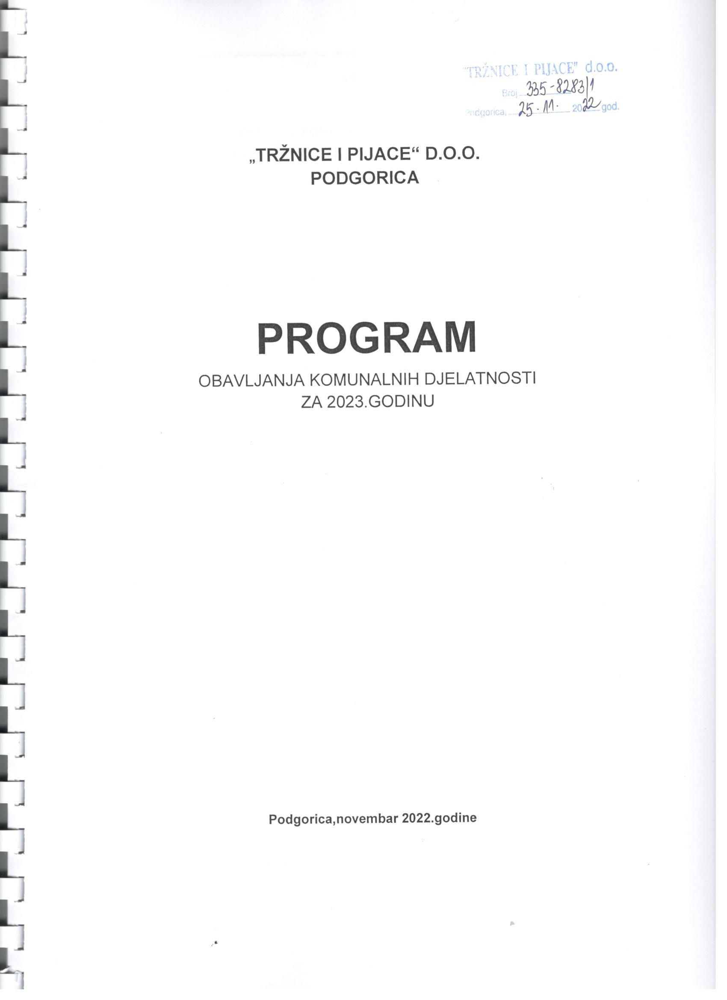 "TRŽNICE I PIJACE" d.o.o.
Broj 335-8283/1
Podgorica, 25.11. 2022 god.
„TRŽNICE I PIJACE“ D.O.O.
PODGORICA
PROGRAM
OBAVLJANJA KOMUNALNIH DJELATNOSTI
ZA 2023.GODINU
Podgorica,novembar 2022.godine